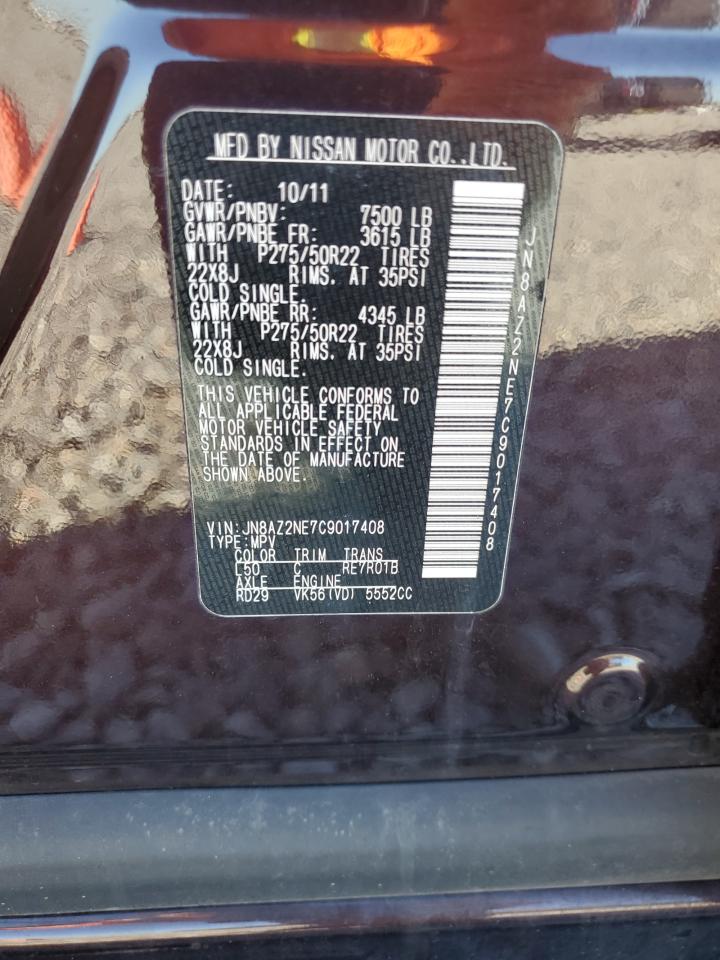 MFD BY NISSAN MOTOR CO.,LTD.
DATE: 10/11
GVWR/PNBV: 7500 LB
GAWR/PNBE FR: 3615 LB
WITH P275/50R22 TIRES
22X8J RIMS. AT 35PSI
COLD SINGLE.
GAWR/PNBE RR: 4345 LB
WITH P275/50R22 TIRES
22X8J RIMS. AT 35PSI
COLD SINGLE.
THIS VEHICLE CONFORMS TO
ALL APPLICABLE FEDERAL
MOTOR VEHICLE SAFETY
STANDARDS IN EFFECT ON
THE DATE OF MANUFACTURE
SHOWN ABOVE.
VIN:JN8AZ2NE7C9017408
TYPE:MPV
COLOR TRIM TRANS
L50 C RE7R01B
AXLE ENGINE
RD29 VK56(VD) 5552CC
JN8AZ2NE7C9017408